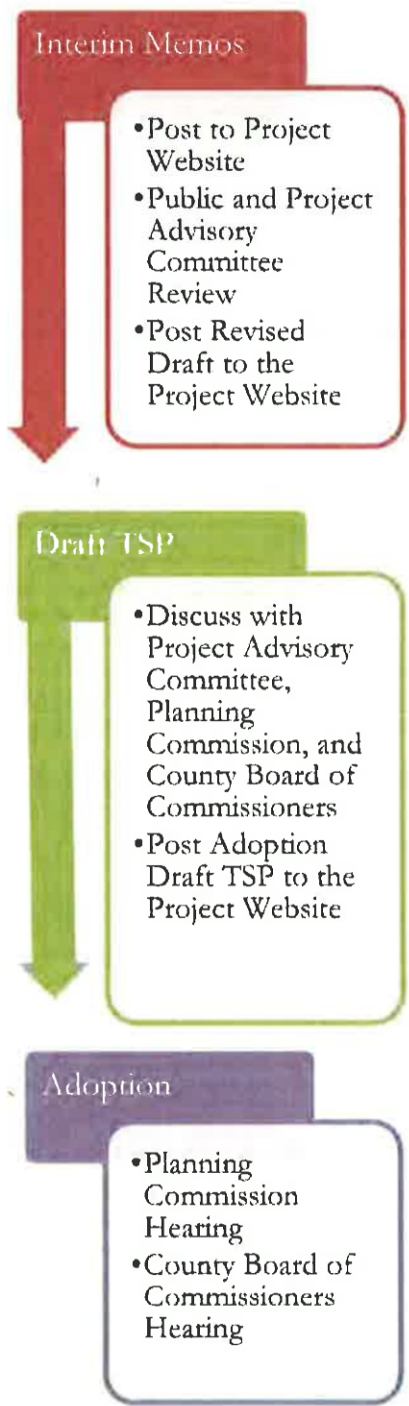 Interim Memos
•Post to Project
Website
•Public and Project
Advisory
Committee
Review
•Post Revised
Draft to the
Project Website
Draft TSP
•Discuss with
Project Advisory
Committee,
Planning
Commission, and
County Board of
Commissioners
•Post Adoption
Draft TSP to the
Project Website
Adoption
•Planning
Commission
Hearing
•County Board of
Commissioners
Hearing